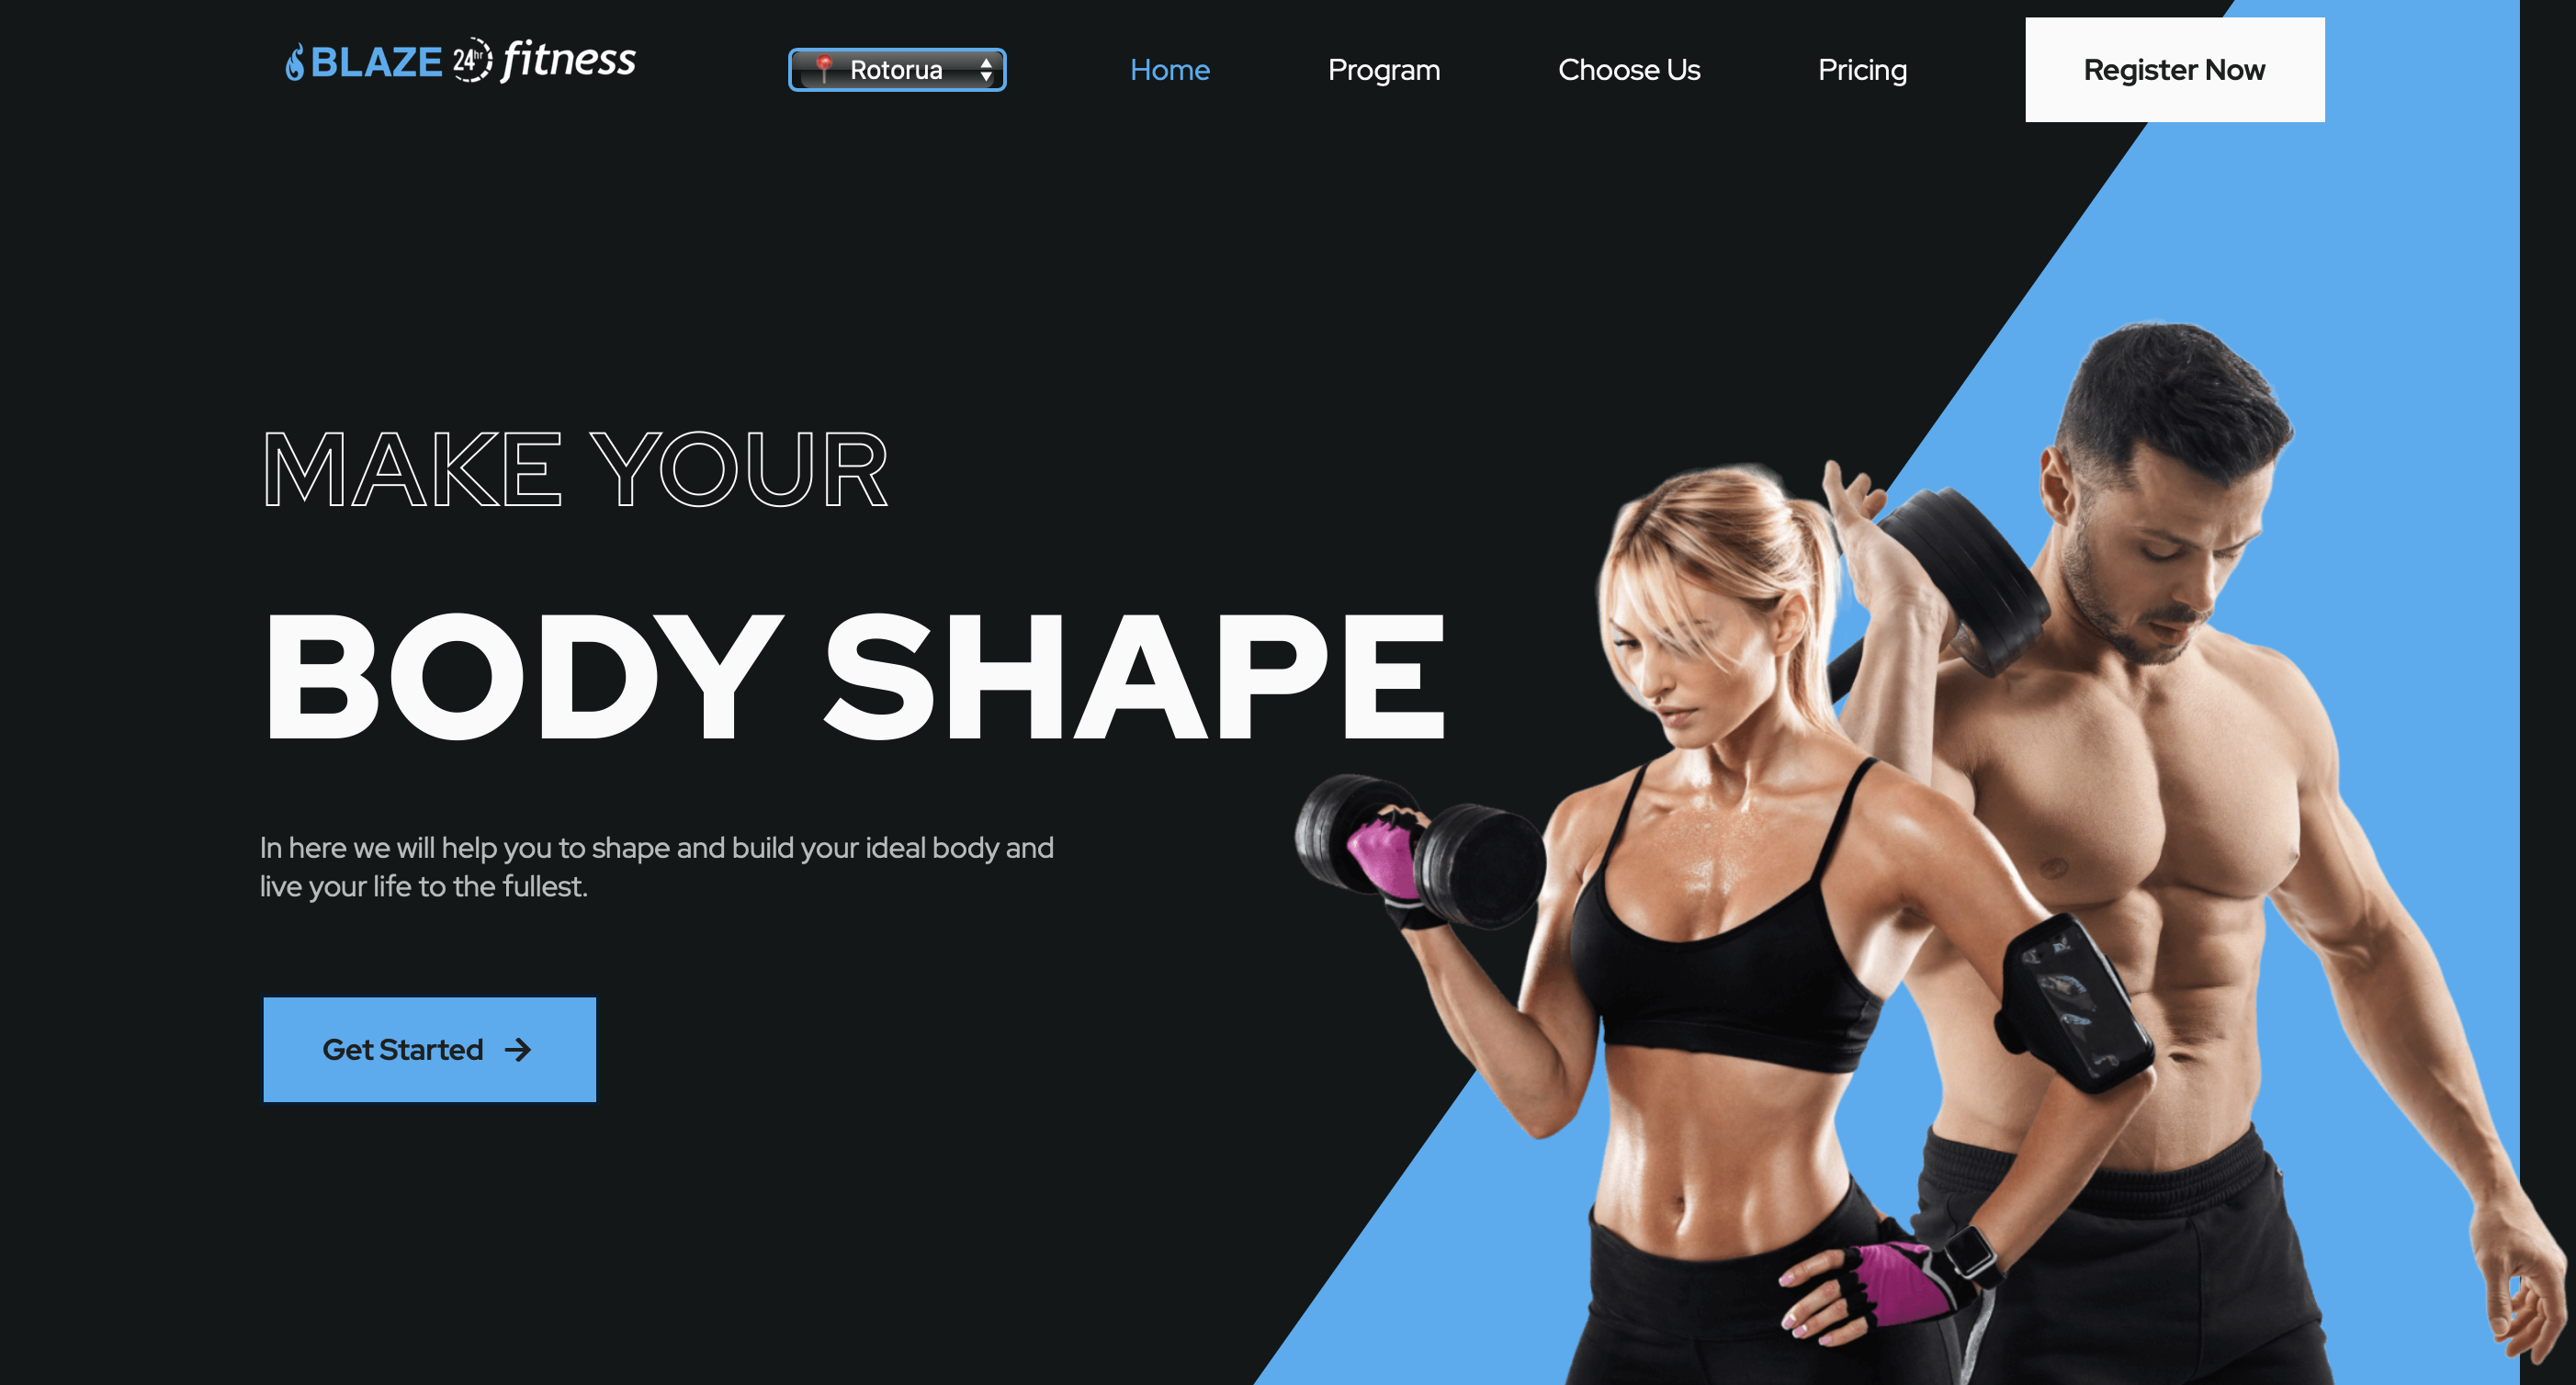 BLAZE 24hr fitness
Rotorua
Home
Program
Choose Us
Pricing
Register Now
MAKE YOUR
BODY SHAPE
In here we will help you to shape and build your ideal body and
live your life to the fullest.
Get Started